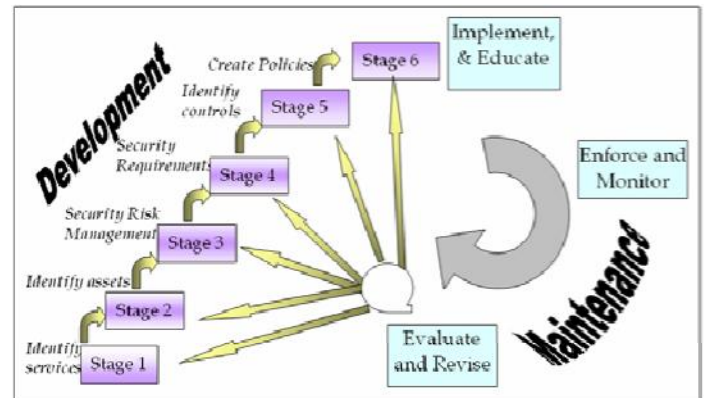 Development
Create Policies
Stage 6
Implement,
& Educate
Identify
controls
Stage 5
Security
Requirements
Stage 4
Enforce and
Monitor
Security Risk
Management
Stage 3
Identify assets
Stage 2
Identify
services
Stage 1
Evaluate
and Revise
Maintenance